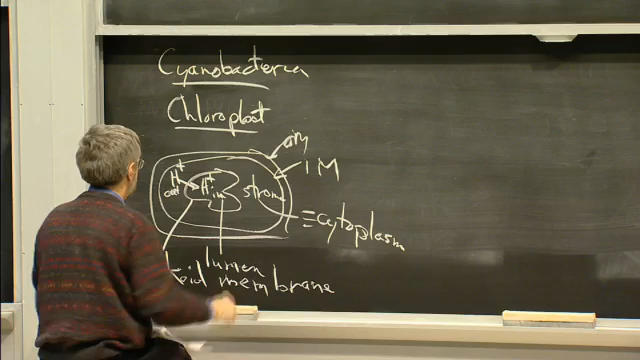 Cyanobacteria
Chloroplast
OM
IM
H+ H+
out in stroma
≡ cytoplasm
lumen
membrane